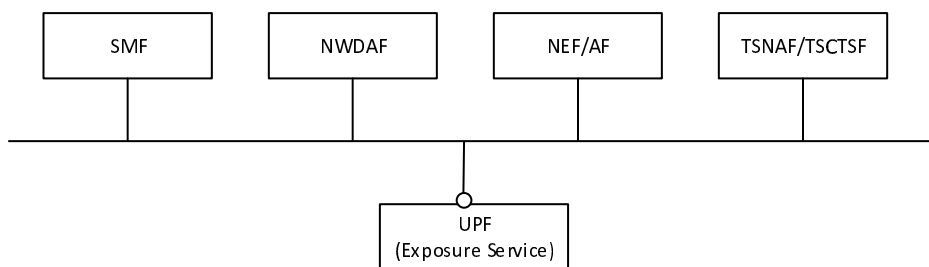 SMF
NWDAF
NEF/AF
TSNAF/TSCTSF
UPF
(Exposure Service)